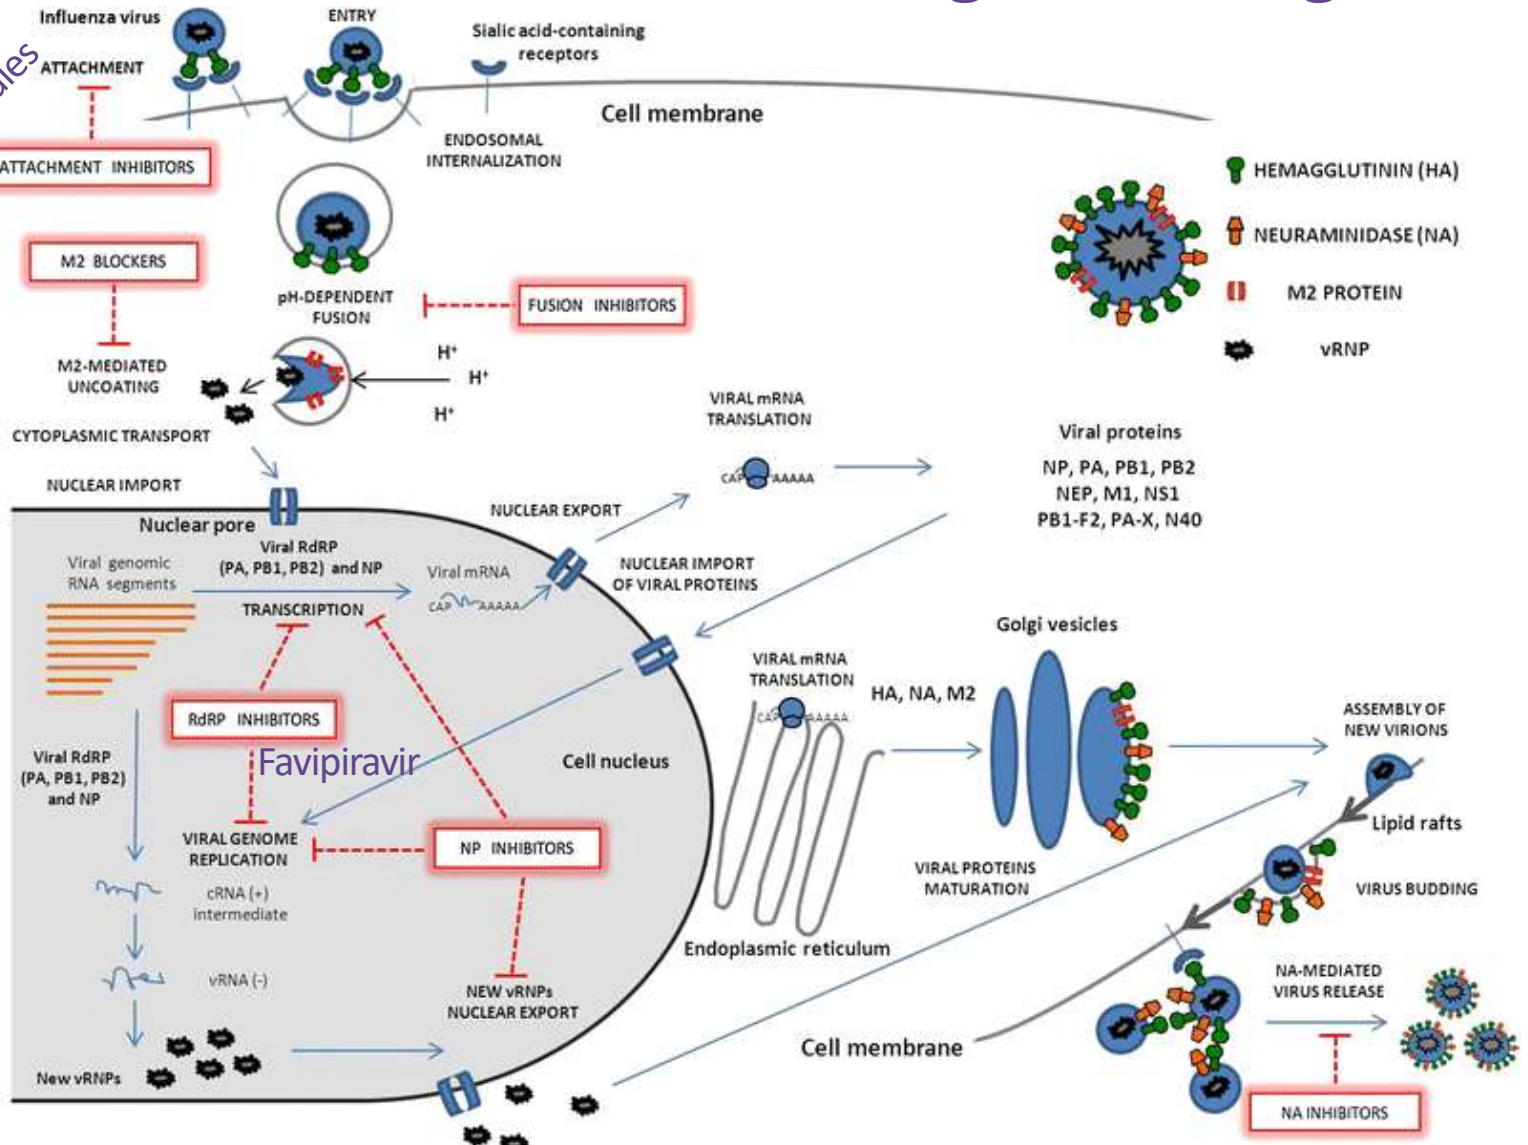 Influenza virus
ATTACHMENT
ATTACHMENT INHIBITORS
ENTRY
Sialic acid-containing
receptors
Cell membrane
ENDOSOMAL
INTERNALIZATION
M2 BLOCKERS
M2-MEDIATED
UNCOATING
pH-DEPENDENT
FUSION
FUSION INHIBITORS
H+
H+
H+
HEMAGGLUTININ (HA)
NEURAMINIDASE (NA)
M2 PROTEIN
vRNP
CYTOPLASMIC TRANSPORT
NUCLEAR IMPORT
Nuclear pore
VIRAL mRNA
TRANSLATION
CAP AAAAA
Viral proteins
NP, PA, PB1, PB2
NEP, M1, NS1
PB1-F2, PA-X, N40
NUCLEAR EXPORT
NUCLEAR IMPORT
OF VIRAL PROTEINS
Viral genomic
RNA segments
Viral RdRP
(PA, PB1, PB2) and NP
TRANSCRIPTION
Viral mRNA
CAP AAAAA
RdRP INHIBITORS
Favipiravir
Viral RdRP
(PA, PB1, PB2)
and NP
VIRAL GENOME
REPLICATION
NP INHIBITORS
Cell nucleus
cRNA (+)
intermediate
vRNA (-)
New vRNPs
NEW vRNPs
NUCLEAR EXPORT
VIRAL mRNA
TRANSLATION
CAP AAAAA
HA, NA, M2
Golgi vesicles
VIRAL PROTEINS
MATURATION
Endoplasmic reticulum
ASSEMBLY OF
NEW VIRIONS
Lipid rafts
VIRUS BUDDING
NA-MEDIATED
VIRUS RELEASE
Cell membrane
NA INHIBITORS